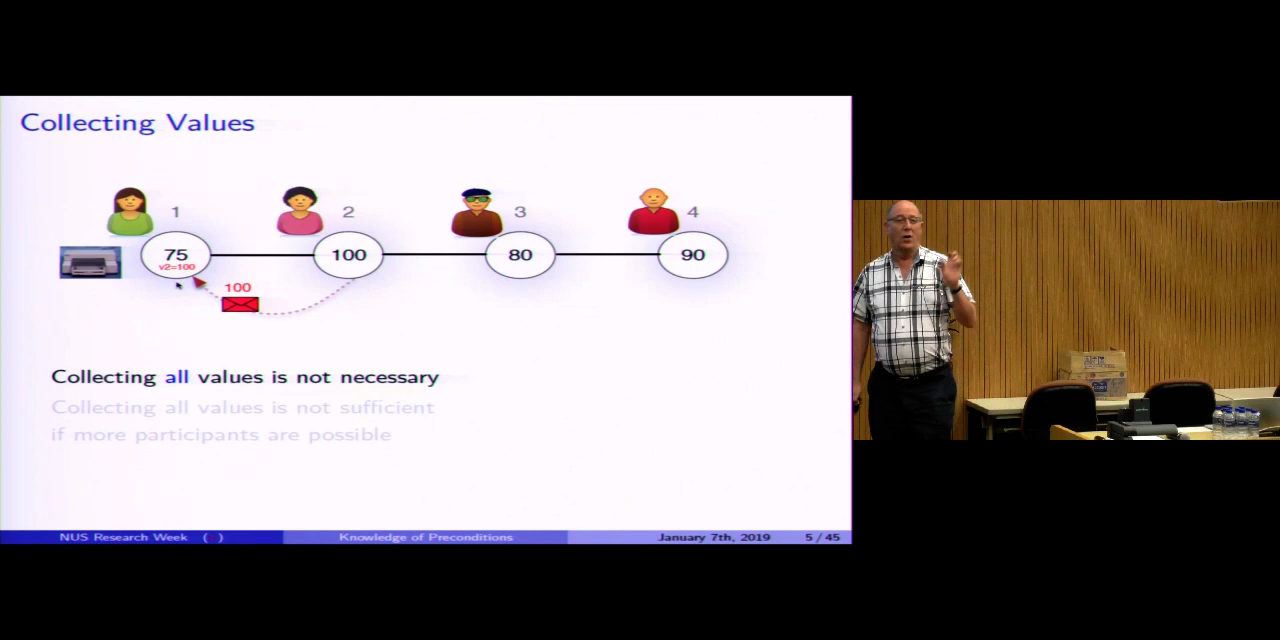 Collecting Values
1
2
3
4
75
v2=100
100
80
90
100
Collecting all values is not necessary
Collecting all values is not sufficient
if more participants are possible
NUS Research Week
Knowledge of Preconditions
January 7th, 2019
5 / 45